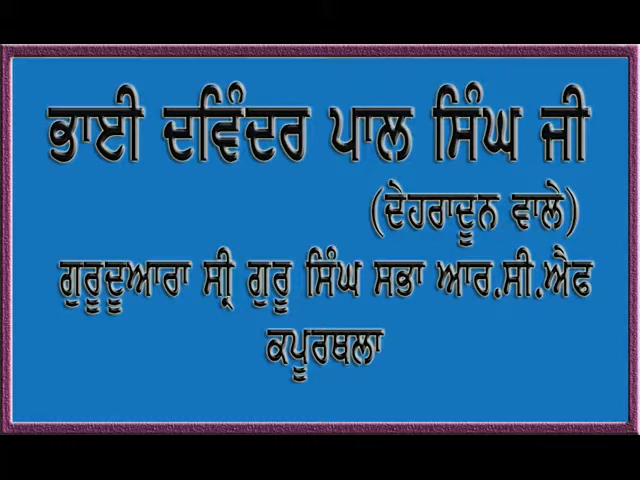 ਭਾਈ ਦਵਿੰਦਰ ਪਾਲ ਸਿੰਘ ਜੀ
(ਦੇਹਰਾਦੂਨ ਵਾਲੇ)
ਗੁਰੂਦੂਆਰਾ ਸ੍ਰੀ ਗੁਰੂ ਸਿੰਘ ਸਭਾ ਆਰ.ਸੀ.ਐਫ
ਕਪੂਰਥਲਾ